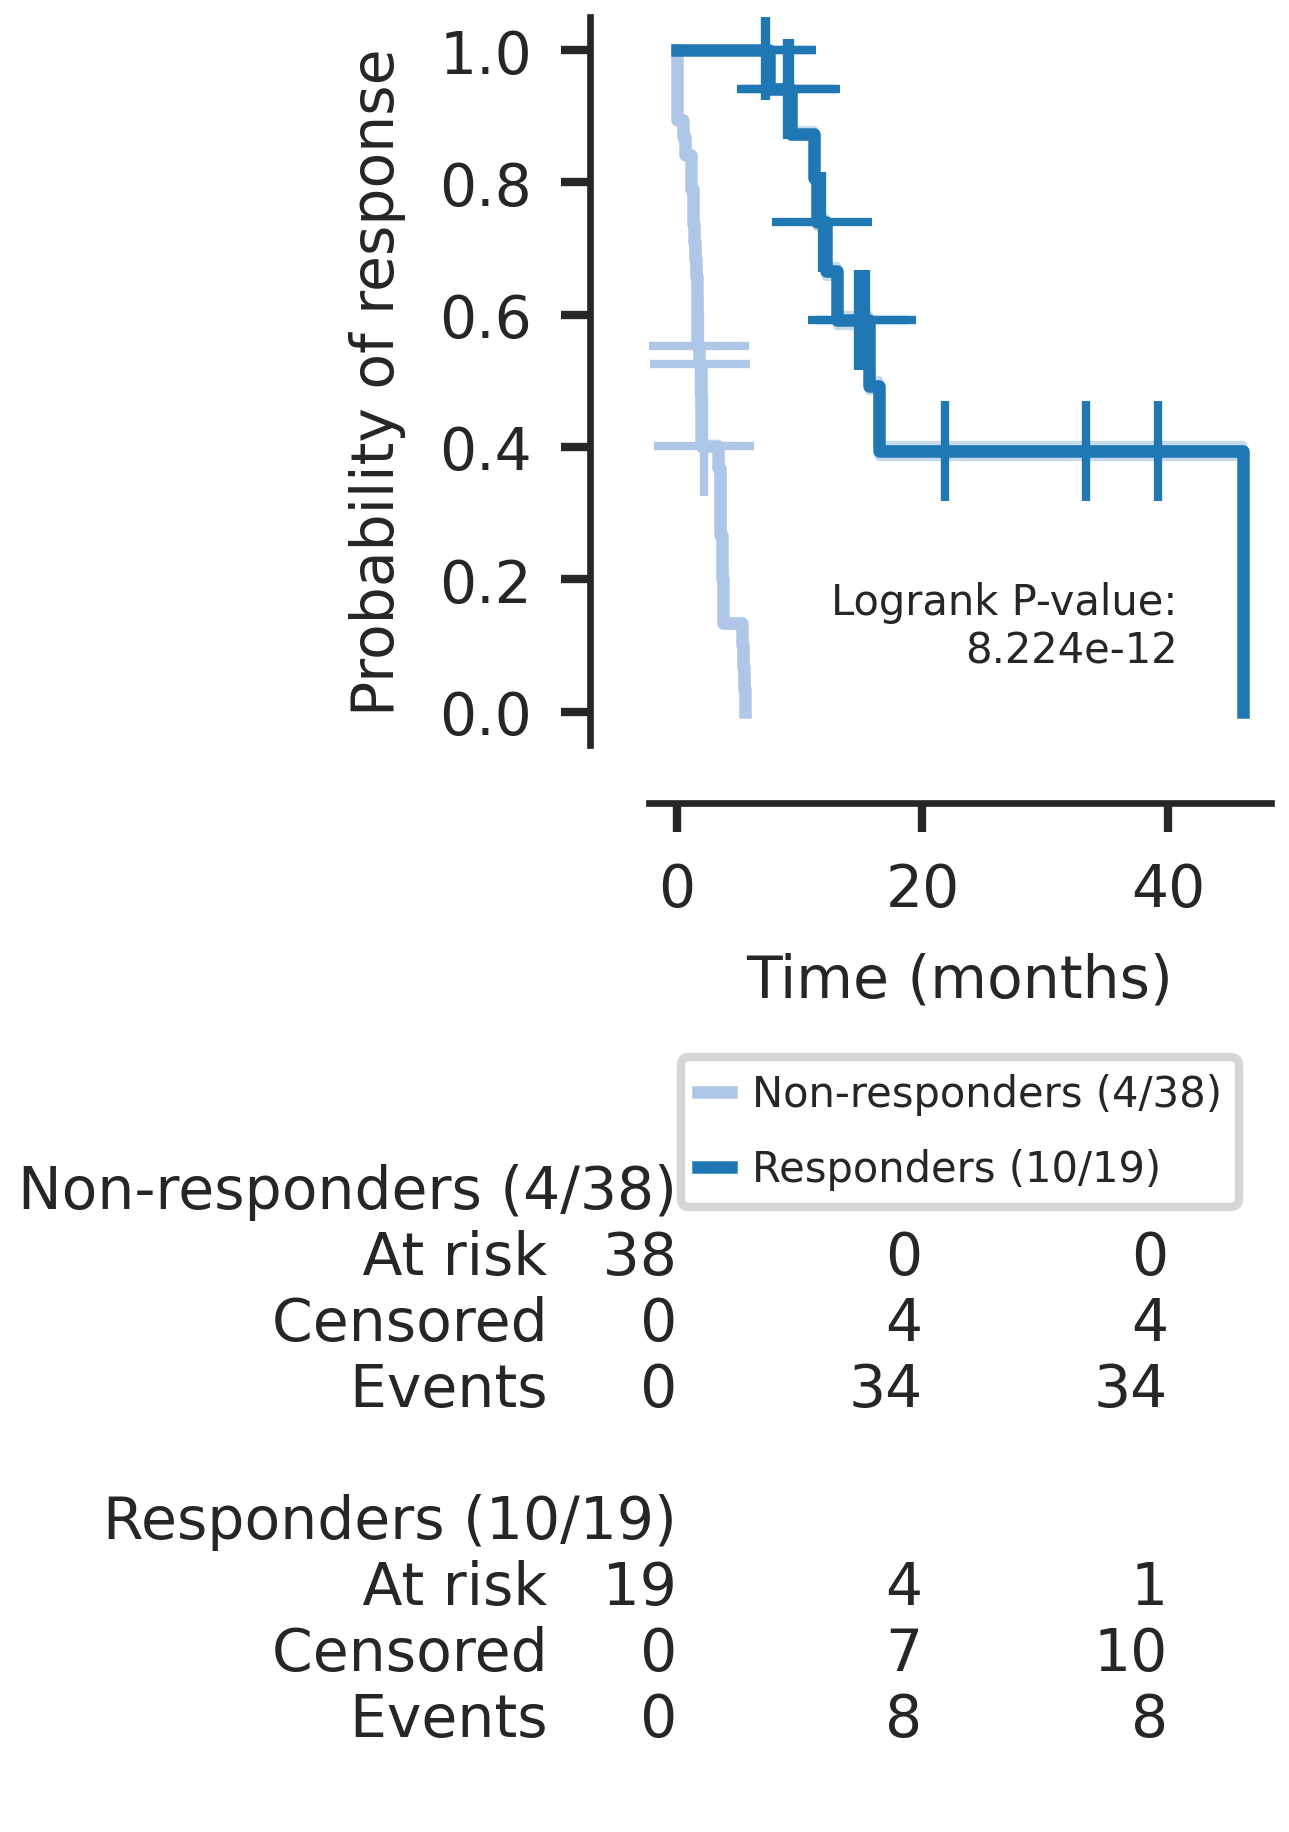 Probability of response
1.0
0.8
0.6
0.4
0.2
0.0
Logrank P-value:
8.224e-12
0 20 40
Time (months)
Non-responders (4/38)
Responders (10/19)
Non-responders (4/38)
At risk 38 0 0
Censored 0 4 4
Events 0 34 34
Responders (10/19)
At risk 19 4 1
Censored 0 7 10
Events 0 8 8